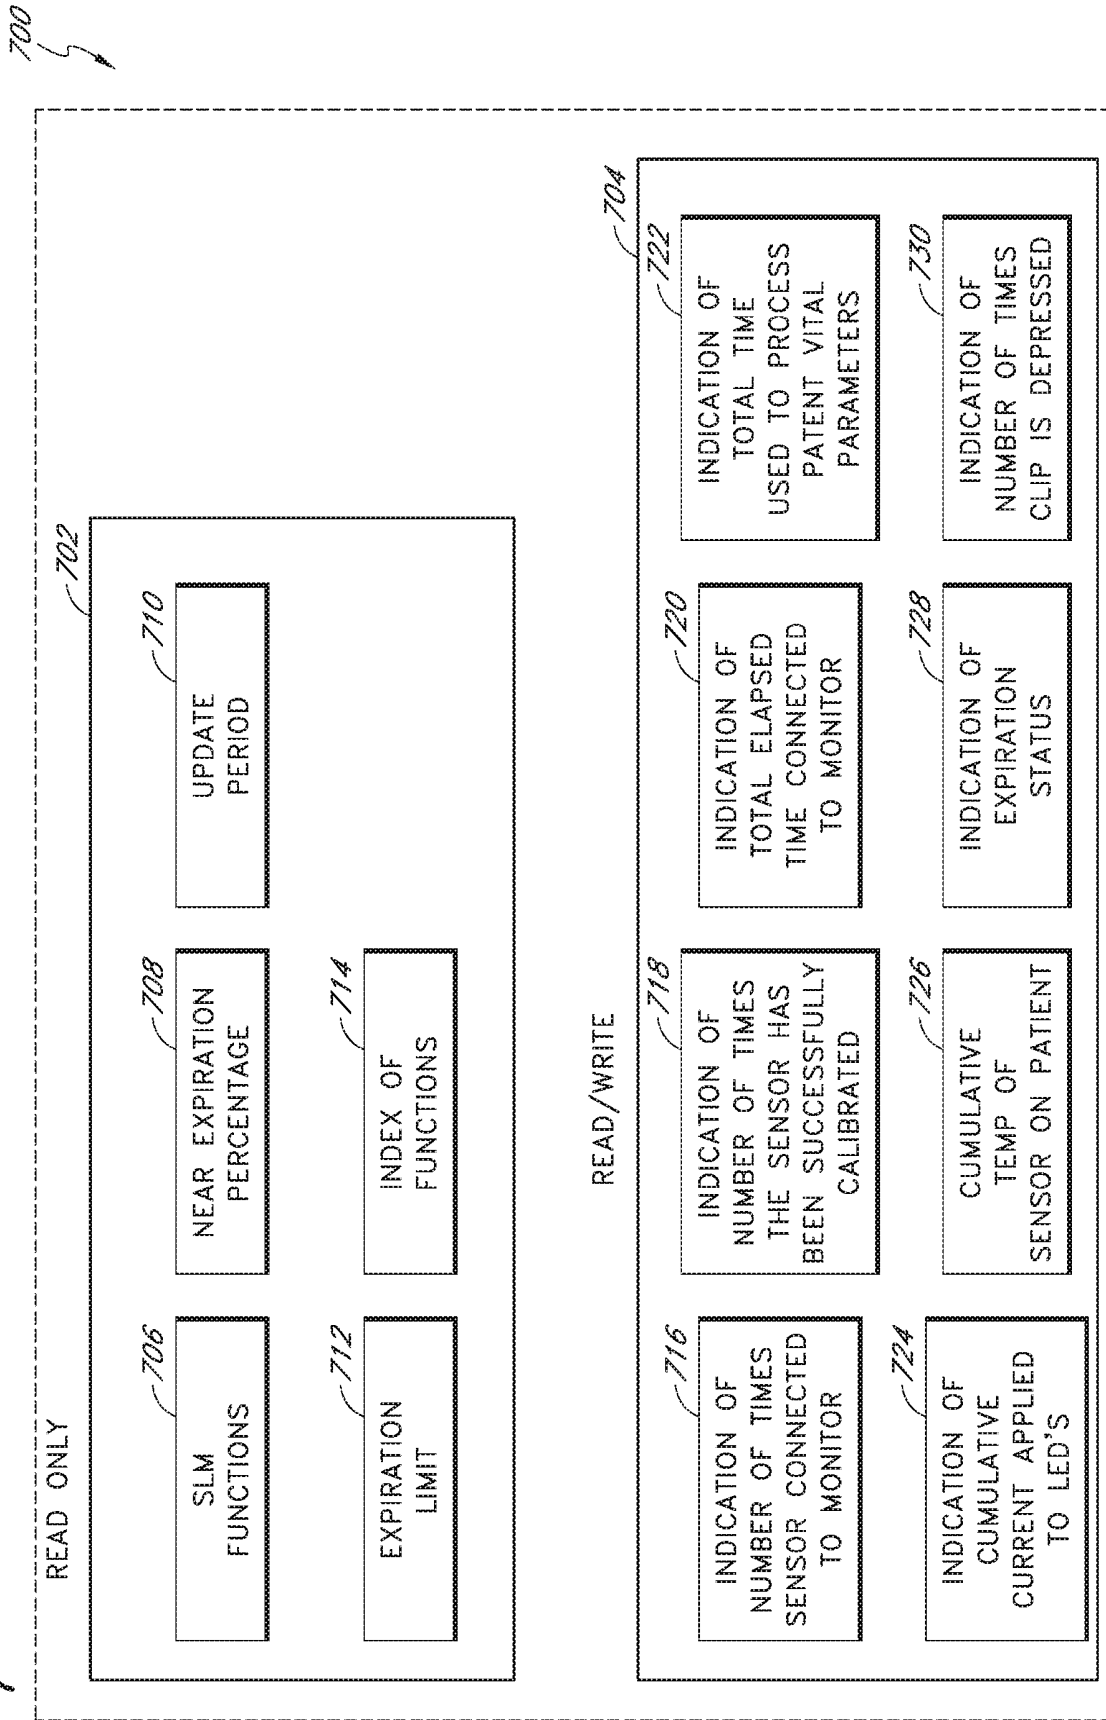 700
READ ONLY
702
706
SLM
FUNCTIONS
708
NEAR EXPIRATION
PERCENTAGE
710
UPDATE
PERIOD
712
EXPIRATION
LIMIT
714
INDEX OF
FUNCTIONS
READ/WRITE
704
716
INDICATION OF
NUMBER OF TIMES
SENSOR CONNECTED
TO MONITOR
718
INDICATION OF
NUMBER OF TIMES
THE SENSOR HAS
BEEN SUCCESSFULLY
CALIBRATED
720
INDICATION OF
TOTAL ELAPSED
TIME CONNECTED
TO MONITOR
722
INDICATION OF
TOTAL TIME
USED TO PROCESS
PATENT VITAL
PARAMETERS
724
INDICATION OF
CUMULATIVE
CURRENT APPLIED
TO LED'S
726
CUMULATIVE
TEMP OF
SENSOR ON PATIENT
728
INDICATION OF
EXPIRATION
STATUS
730
INDICATION OF
NUMBER OF TIMES
CLIP IS DEPRESSED